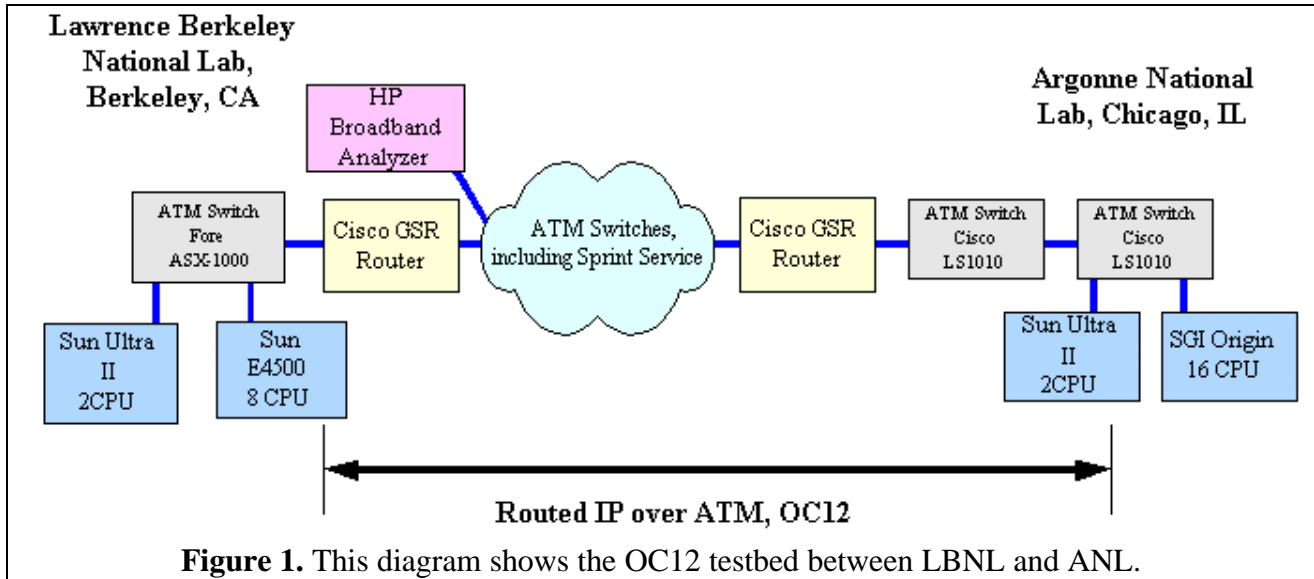 Lawrence Berkeley
National Lab,
Berkeley, CA
HP
Broadband
Analyzer
Argonne National
Lab, Chicago, IL
ATM Switch
Fore
ASX-1000
Cisco GSR
Router
ATM Switches,
including Sprint Service
Cisco GSR
Router
ATM Switch
Cisco
LS1010
ATM Switch
Cisco
LS1010
Sun Ultra
II
2CPU
Sun
E4500
8 CPU
Sun Ultra
II
2CPU
SGI Origin
16 CPU
Routed IP over ATM, OC12
Figure 1. This diagram shows the OC12 testbed between LBNL and ANL.